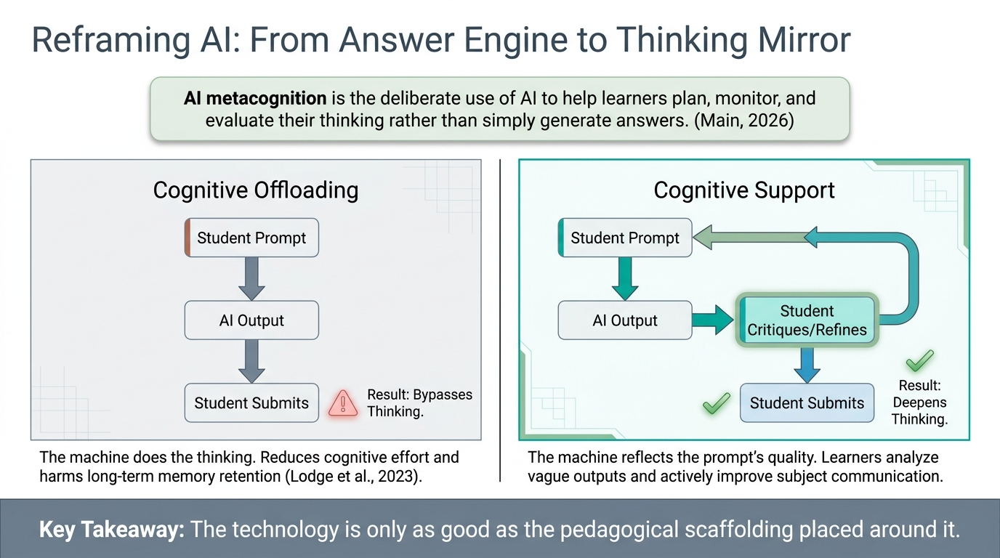 Reframing AI: From Answer Engine to Thinking Mirror
AI metacognition is the deliberate use of AI to help learners plan, monitor, and
evaluate their thinking rather than simply generate answers. (Main, 2026)
Cognitive Offloading
Student Prompt
AI Output
Student Submits
Result: Bypasses
Thinking.
The machine does the thinking. Reduces cognitive effort and
harms long-term memory retention (Lodge et al., 2023).
Cognitive Support
Student Prompt
AI Output
Student
Critiques/Refines
Student Submits
Result:
Deepens
Thinking.
The machine reflects the prompt’s quality. Learners analyze
vague outputs and actively improve subject communication.
Key Takeaway: The technology is only as good as the pedagogical scaffolding placed around it.